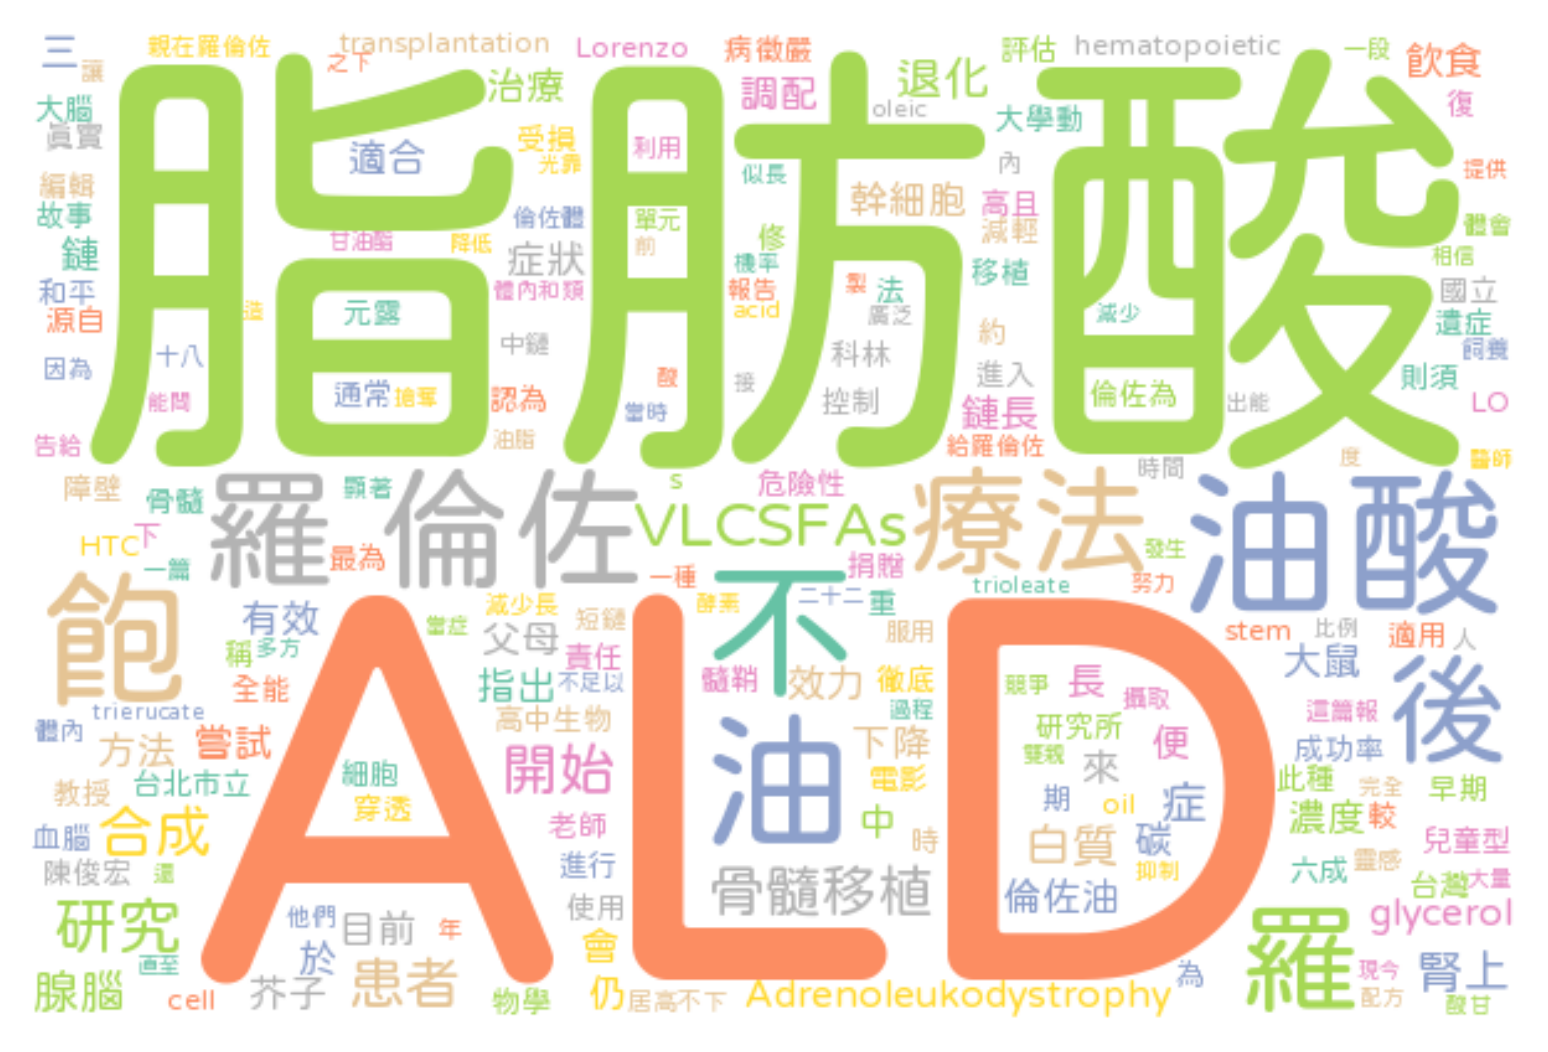 三
讓
親在羅倫佐
之下
transplantation
Lorenzo
病徵嚴
評估
hematopoietic
一段
飲食
大腦
真實
治療
調配
退化
oleic
大學動
復
脂肪酸
適合
受損
光靠
利用
似長
內
提供
編輯
故事
幹細胞
高且
減輕
體會
倫佐體
單元
前
甘油酯
降低
鏈
症狀
修
機率
移植
相信
和平
源自
體內和類
報告
acid
製
法
廣泛
減少
國立
遺症
造
元露
中鏈
約
飼養
因為
十八
科林
進入
則須
酸
接
能閱
通常
搶奪
認為
當時
控制
鏈長
倫佐為
出能
LO
告給
油脂
給羅倫佐
時間
度
醫師
障壁
骨髓
顯著
羅倫佐
s
危險性
VLCSFAs
療法
油酸
HTC
下
一篇
最為
一種
捐贈
發生
trioleate
努力
飽
有效
ALD
減少長
當症
短鏈
酵素
不
二十二
重
服用
stem
比例
適用
人
稱
多方
父母
責任
大鼠
後
全能
指出
不足以
髓鞘
效力
徹底
競爭
長
攝取
trierucate
體內
方法
嘗試
高中生物
過程
這篇報
研究所
雙親
便
成功率
開始
油
下降
電影
來
細胞
台北市立
教授
穿透
期
oil
症
此種
完全
早期
合成
血腦
老師
中
時
白質
碳
濃度
較
兒童型
陳俊宏
還
進行
骨髓移植
抑制
六成
靈感
倫佐油
台灣
大量
研究
他們
目前
年
使用
羅
glycerol
直至
於
會
腺腦
cell
芥子
患者
物學
仍
居高不下
Adrenoleukodystrophy
為
現今
配方
腎上
酸甘